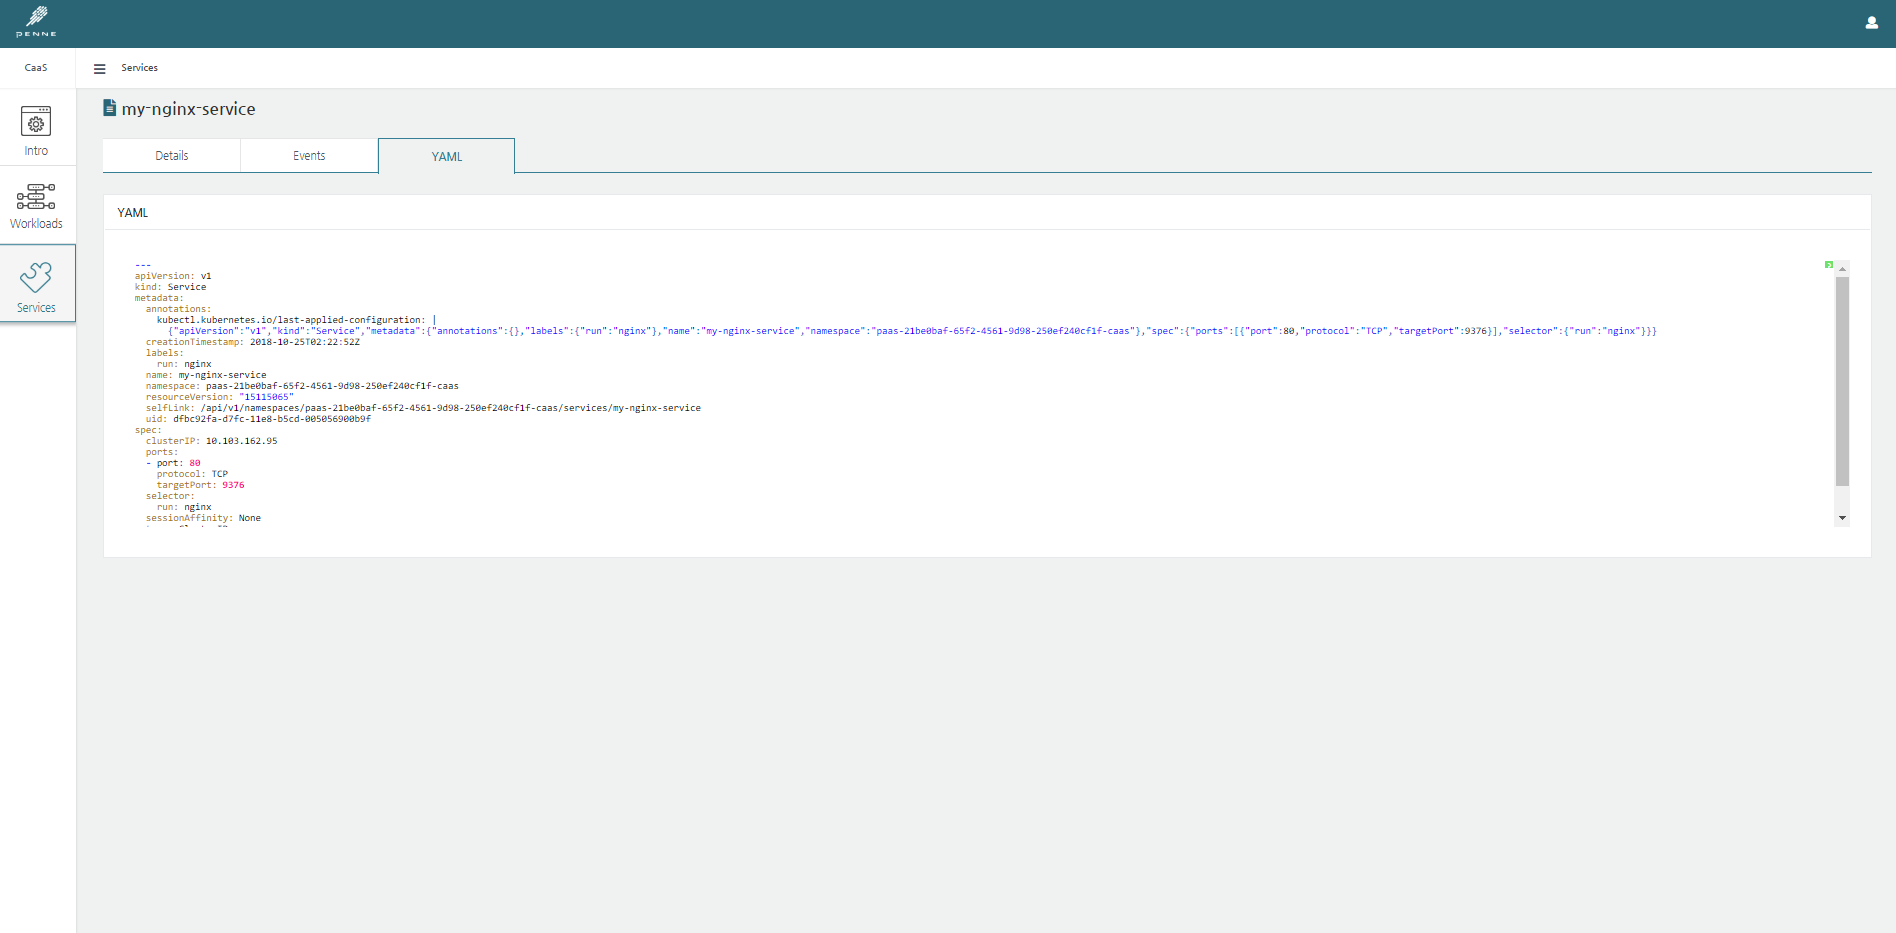 PENNE
CaaS
Services
Intro
Workloads
Services
my-nginx-service
Details
Events
YAML
YAML
---
apiVersion: v1
kind: Service
metadata:
  annotations:
    kubectl.kubernetes.io/last-applied-configuration: |
      {"apiVersion":"v1","kind":"Service","metadata":{"annotations":{},"labels":{"run":"nginx"},"name":"my-nginx-service","namespace":"paas-21be0baf-65f2-4561-9d98-250ef240cf1f-caas"},"spec":{"ports":[{"port":80,"protocol":"TCP","targetPort":9376}],"selector":{"run":"nginx"}}}
  creationTimestamp: 2018-10-25T02:22:52Z
  labels:
    run: nginx
  name: my-nginx-service
  namespace: paas-21be0baf-65f2-4561-9d98-250ef240cf1f-caas
  resourceVersion: "15115065"
  selfLink: /api/v1/namespaces/paas-21be0baf-65f2-4561-9d98-250ef240cf1f-caas/services/my-nginx-service
  uid: dfbc92fa-d7fc-11e8-b5cd-005056900b9f
spec:
  clusterIP: 10.103.162.95
  ports:
  - port: 80
    protocol: TCP
    targetPort: 9376
  selector:
    run: nginx
  sessionAffinity: None